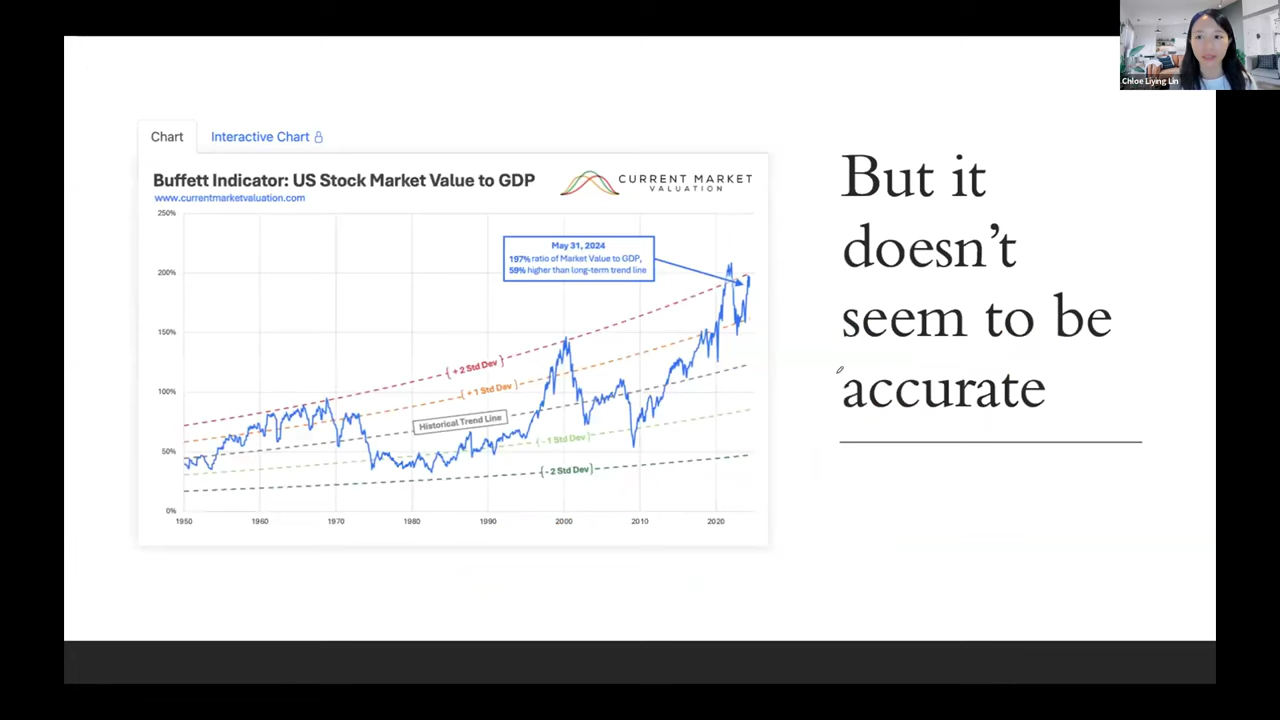 Chloe Liying Lin
Chart
Interactive Chart
Buffett Indicator: US Stock Market Value to GDP
www.currentmarketvaluation.com
CURRENT MARKET
VALUATION
250%
200%
150%
100%
50%
0%
May 31, 2024
197% ratio of Market Value to GDP,
59% higher than long-term trend line
{+ 2 Std Dev}
{+ 1 Std Dev}
Historical Trend Line
{- 1 Std Dev}
{- 2 Std Dev}
1950
1960
1970
1980
1990
2000
2010
2020
But it
doesn’t
seem to be
accurate